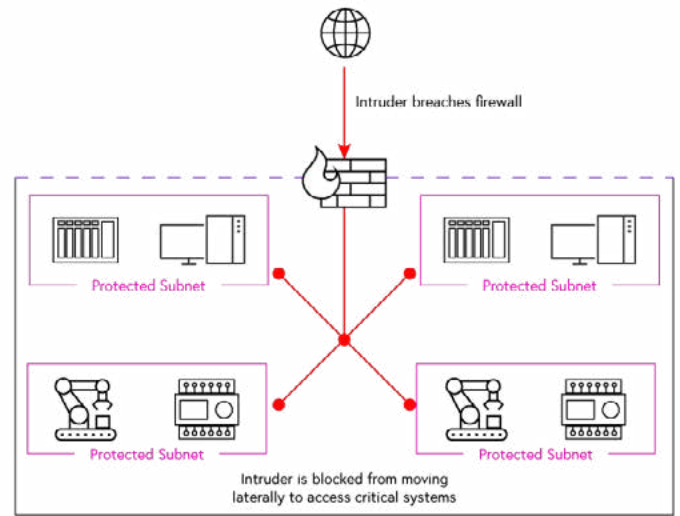 Intruder breaches firewall
Protected Subnet
Protected Subnet
Protected Subnet
Protected Subnet
Intruder is blocked from moving
laterally to access critical systems